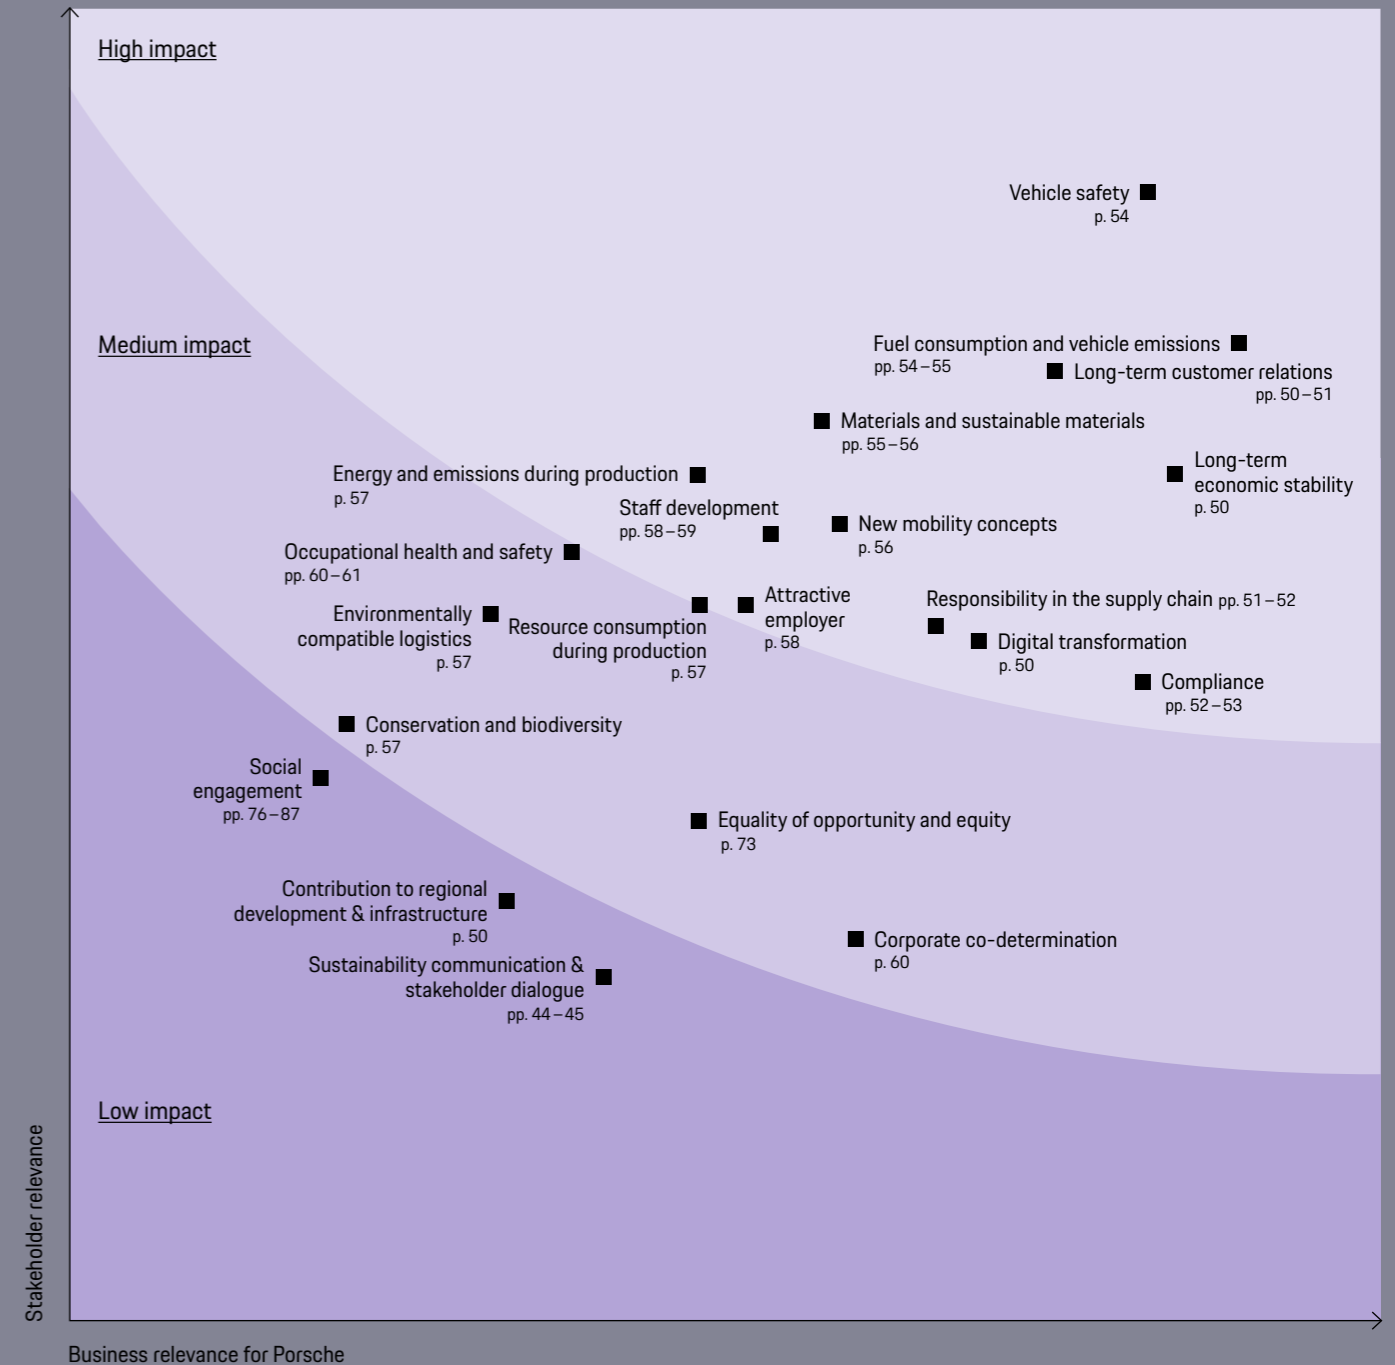 High impact
Vehicle safety
p. 54
Medium impact
Fuel consumption and vehicle emissions
pp. 54–55
Long-term customer relations
pp. 50–51
Materials and sustainable materials
pp. 55–56
Long-term
economic stability
p. 50
Energy and emissions during production
p. 57
Staff development
pp. 58–59
New mobility concepts
p. 56
Occupational health and safety
pp. 60–61
Attractive
employer
p. 58
Responsibility in the supply chain pp. 51–52
Environmentally
compatible logistics
p. 57
Resource consumption
during production
p. 57
Digital transformation
p. 50
Compliance
pp. 52–53
Conservation and biodiversity
p. 57
Social
engagement
pp. 76–87
Equality of opportunity and equity
p. 73
Contribution to regional
development & infrastructure
p. 50
Corporate co-determination
p. 60
Sustainability communication &
stakeholder dialogue
pp. 44–45
Low impact
Stakeholder relevance
Business relevance for Porsche